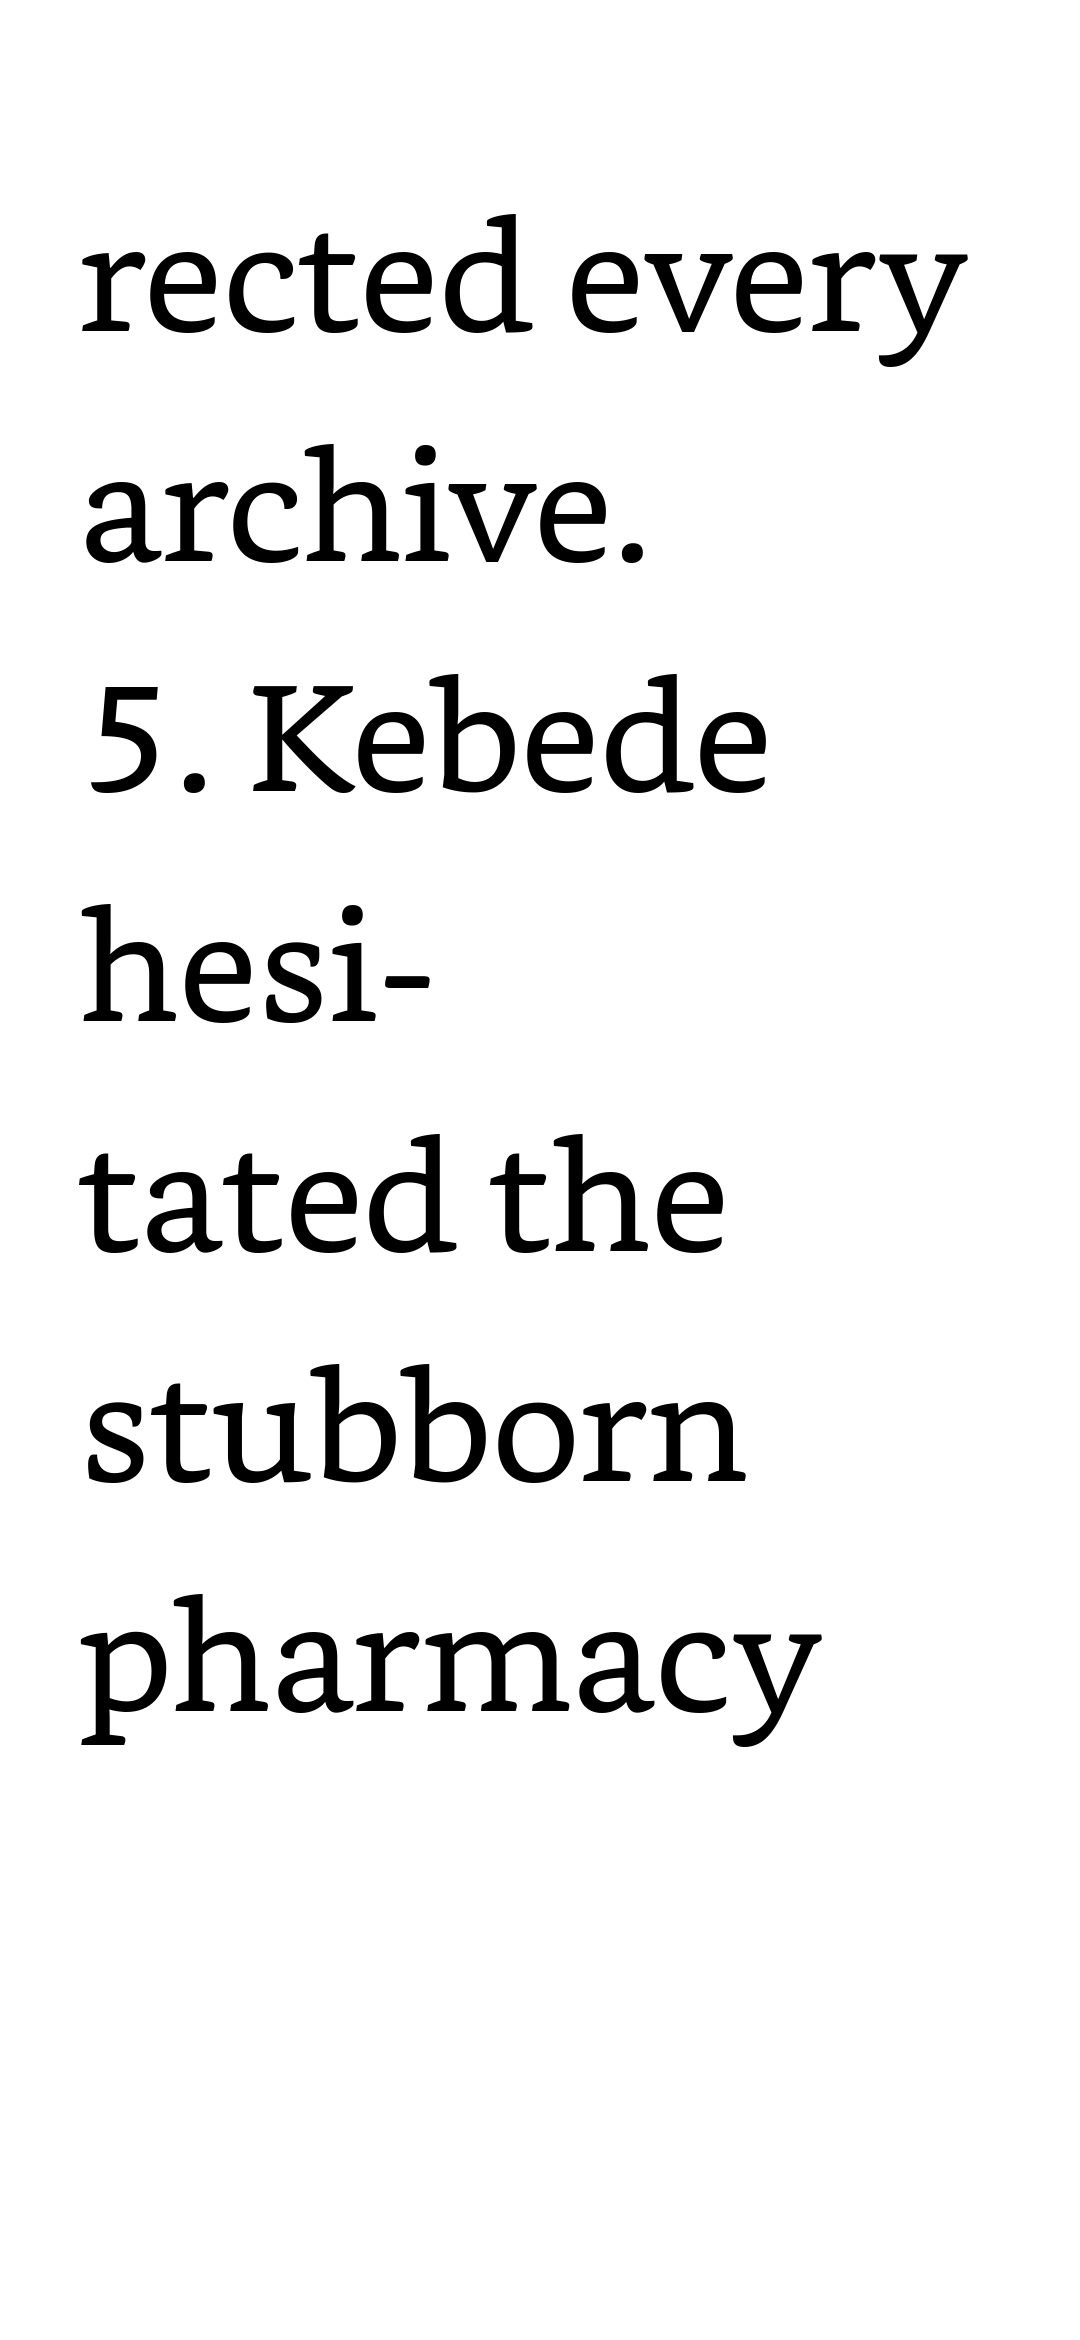 rected every
archive.
5. Kebede
hesi-
tated the
stubborn
pharmacy